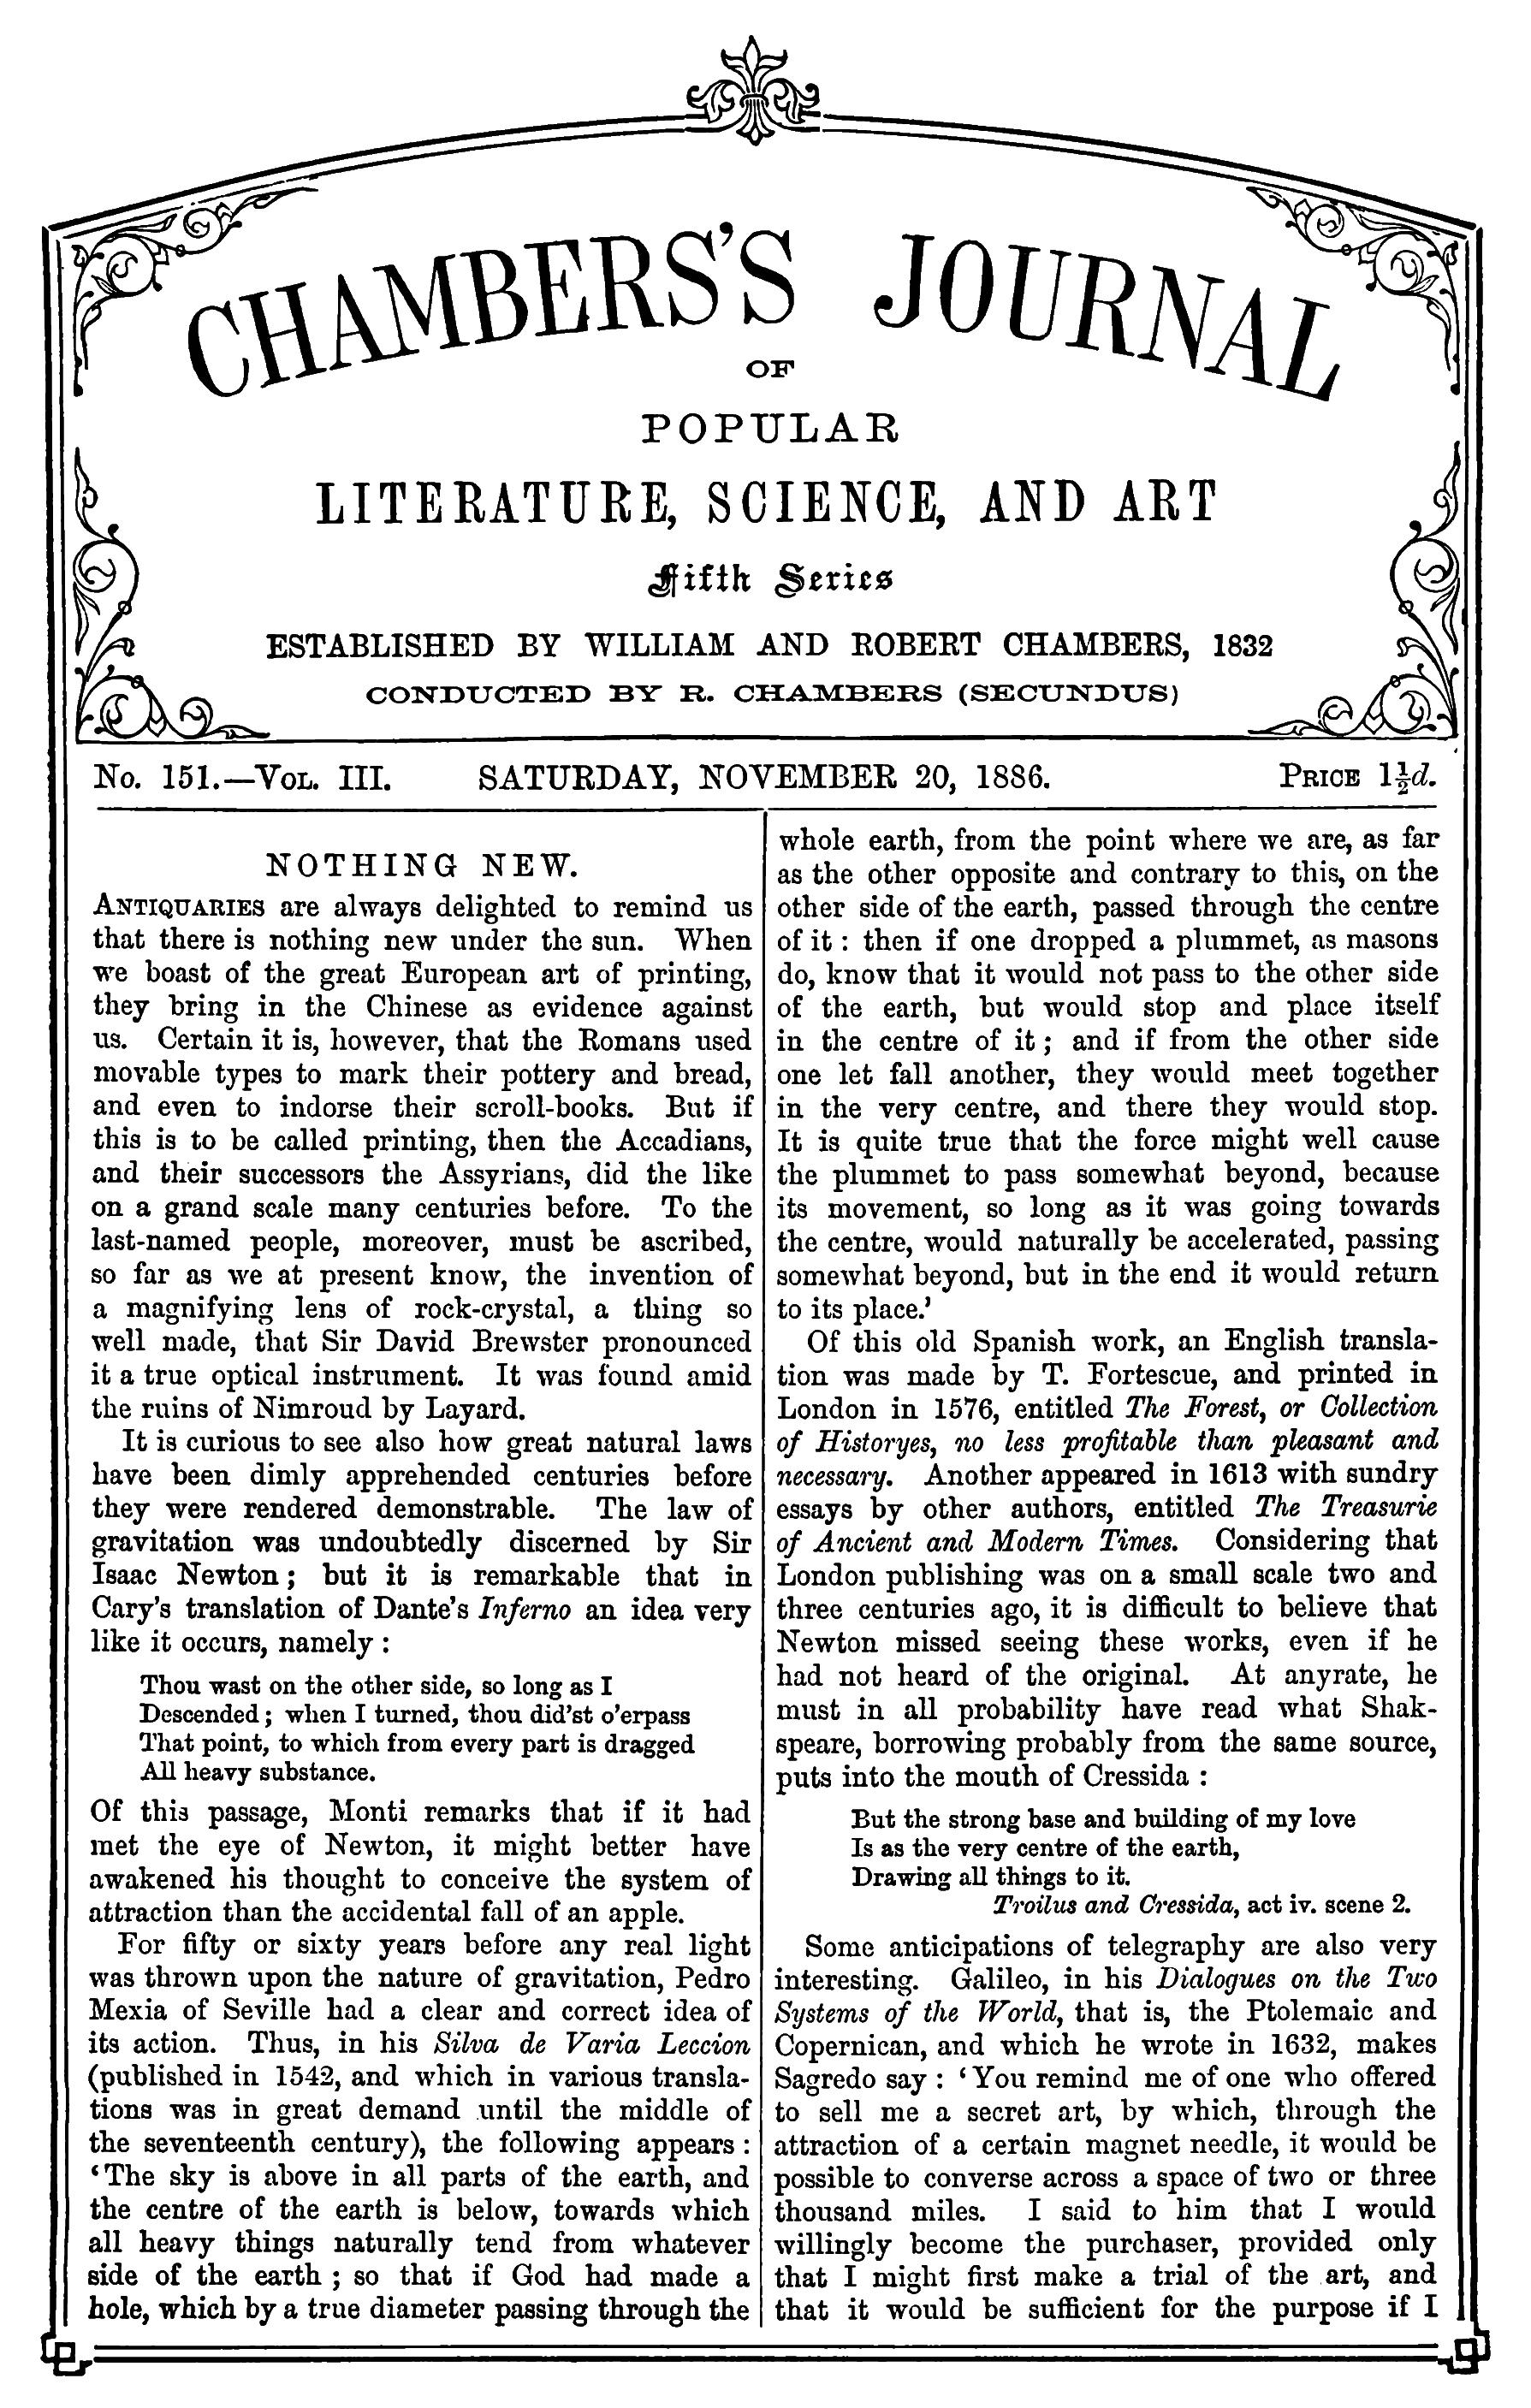 CHAMBERS'S JOURNAL
OF
POPULAR
LITERATURE, SCIENCE, AND ART
Fifth Series
ESTABLISHED BY WILLIAM AND ROBERT CHAMBERS, 1832
CONDUCTED BY R. CHAMBERS (SECUNDUS)
No. 151.—Vol. III. SATURDAY, NOVEMBER 20, 1886. Price 1½d.
NOTHING NEW.
Antiquaries are always delighted to remind us
that there is nothing new under the sun. When
we boast of the great European art of printing,
they bring in the Chinese as evidence against
us. Certain it is, however, that the Romans used
movable types to mark their pottery and bread,
and even to indorse their scroll-books. But if
this is to be called printing, then the Accadians,
and their successors the Assyrians, did the like
on a grand scale many centuries before. To the
last-named people, moreover, must be ascribed,
so far as we at present know, the invention of
a magnifying lens of rock-crystal, a thing so
well made, that Sir David Brewster pronounced
it a true optical instrument. It was found amid
the ruins of Nimroud by Layard.
It is curious to see also how great natural laws
have been dimly apprehended centuries before
they were rendered demonstrable. The law of
gravitation was undoubtedly discerned by Sir
Isaac Newton; but it is remarkable that in
Cary's translation of Dante's Inferno an idea very
like it occurs, namely:
Thou wast on the other side, so long as I
Descended; when I turned, thou did'st o'erpass
That point, to which from every part is dragged
All heavy substance.
Of this passage, Monti remarks that if it had
met the eye of Newton, it might better have
awakened his thought to conceive the system of
attraction than the accidental fall of an apple.
For fifty or sixty years before any real light
was thrown upon the nature of gravitation, Pedro
Mexia of Seville had a clear and correct idea of
its action. Thus, in his Silva de Varia Leccion
(published in 1542, and which in various transla-
tions was in great demand until the middle of
the seventeenth century), the following appears:
'The sky is above in all parts of the earth, and
the centre of the earth is below, towards which
all heavy things naturally tend from whatever
side of the earth; so that if God had made a
hole, which by a true diameter passing through the
whole earth, from the point where we are, as far
as the other opposite and contrary to this, on the
other side of the earth, passed through the centre
of it: then if one dropped a plummet, as masons
do, know that it would not pass to the other side
of the earth, but would stop and place itself
in the centre of it; and if from the other side
one let fall another, they would meet together
in the very centre, and there they would stop.
It is quite true that the force might well cause
the plummet to pass somewhat beyond, because
its movement, so long as it was going towards
the centre, would naturally be accelerated, passing
somewhat beyond, but in the end it would return
to its place.'
Of this old Spanish work, an English transla-
tion was made by T. Fortescue, and printed in
London in 1576, entitled The Forest, or Collection
of Historyes, no less profitable than pleasant and
necessary. Another appeared in 1613 with sundry
essays by other authors, entitled The Treasurie
of Ancient and Modern Times. Considering that
London publishing was on a small scale two and
three centuries ago, it is difficult to believe that
Newton missed seeing these works, even if he
had not heard of the original. At anyrate, he
must in all probability have read what Shak-
speare, borrowing probably from the same source,
puts into the mouth of Cressida:
But the strong base and building of my love
Is as the very centre of the earth,
Drawing all things to it.
Troilus and Cressida, act iv. scene 2.
Some anticipations of telegraphy are also very
interesting. Galileo, in his Dialogues on the Two
Systems of the World, that is, the Ptolemaic and
Copernican, and which he wrote in 1632, makes
Sagredo say: 'You remind me of one who offered
to sell me a secret art, by which, through the
attraction of a certain magnet needle, it would be
possible to converse across a space of two or three
thousand miles. I said to him that I would
willingly become the purchaser, provided only
that I might first make a trial of the art, and
that it would be sufficient for the purpose if I